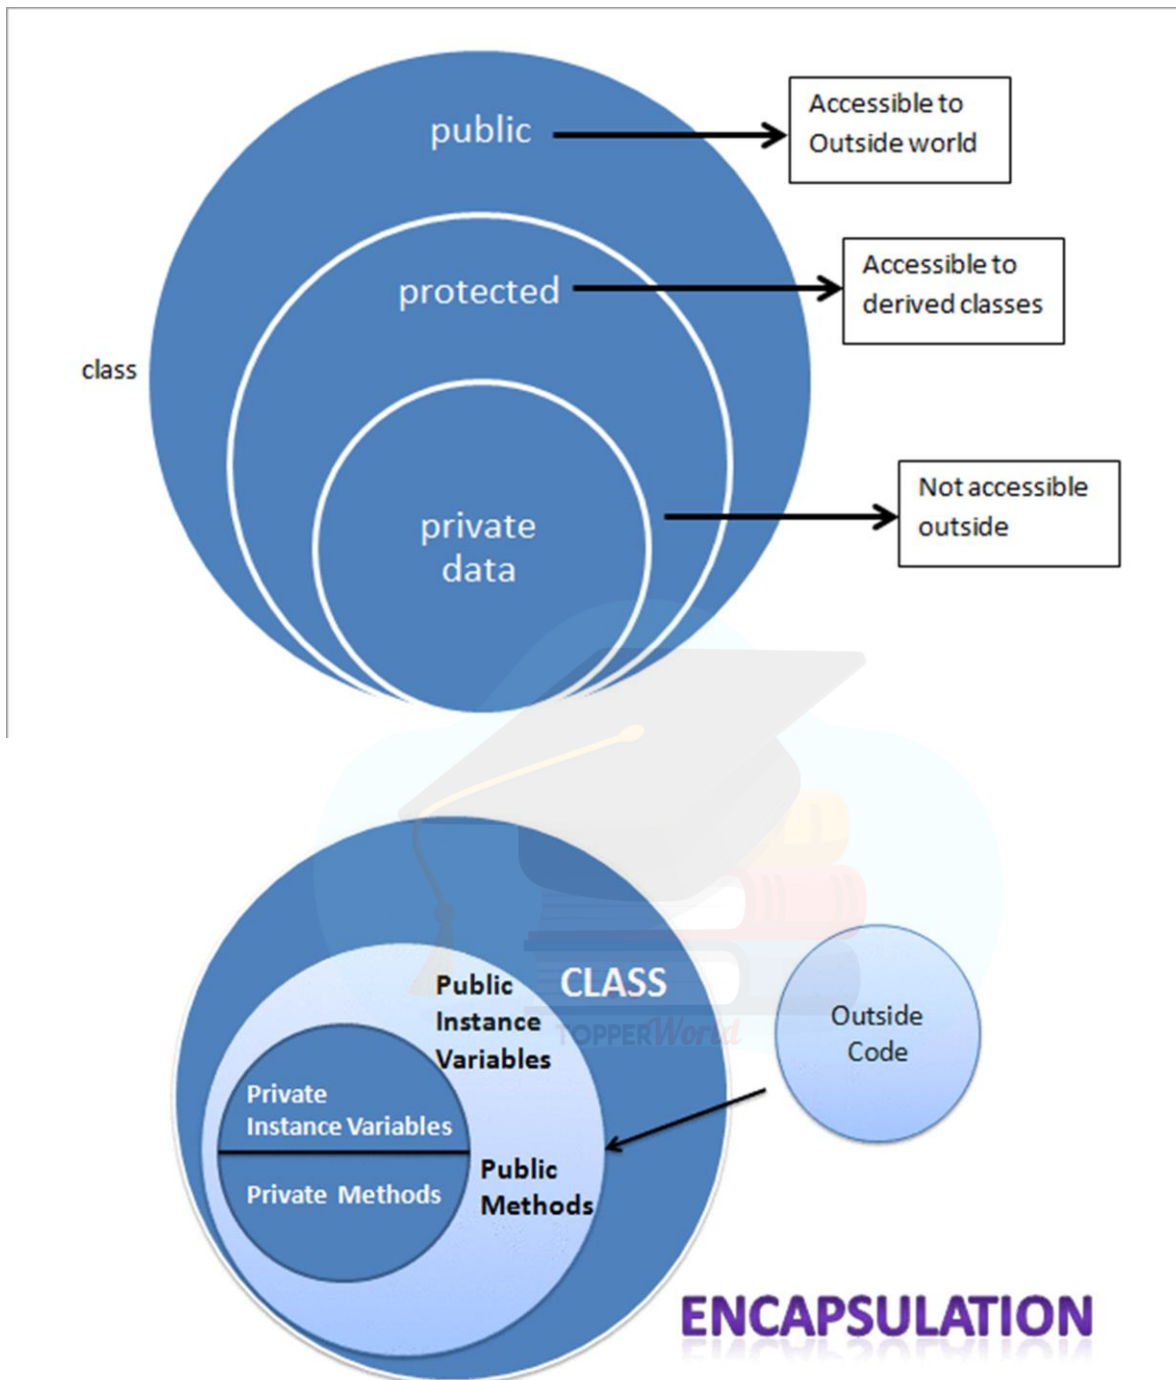 public
Accessible to
Outside world
protected
Accessible to
derived classes
class
private
data
Not accessible
outside
CLASS
Public
Instance
Variables
Outside
Code
TOPPERWorld
Private
Instance Variables
Private Methods
Public
Methods
ENCAPSULATION